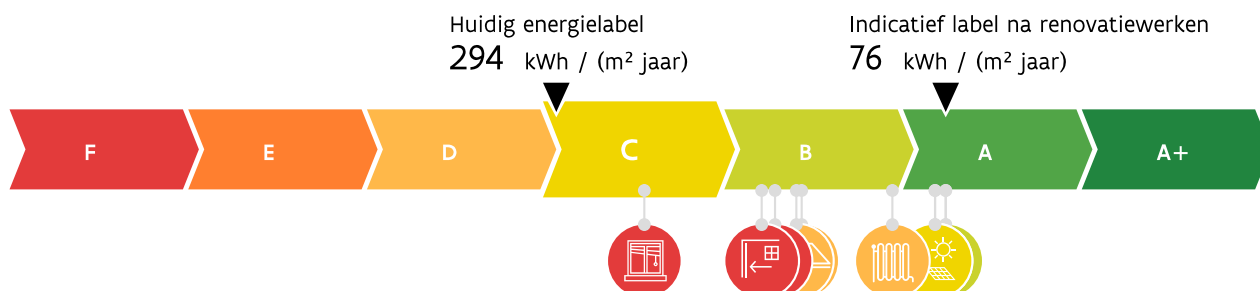 Huidig energielabel
294 kWh / (m² jaar)
Indicatief label na renovatiewerken
76 kWh / (m² jaar)
F E D C B A A+